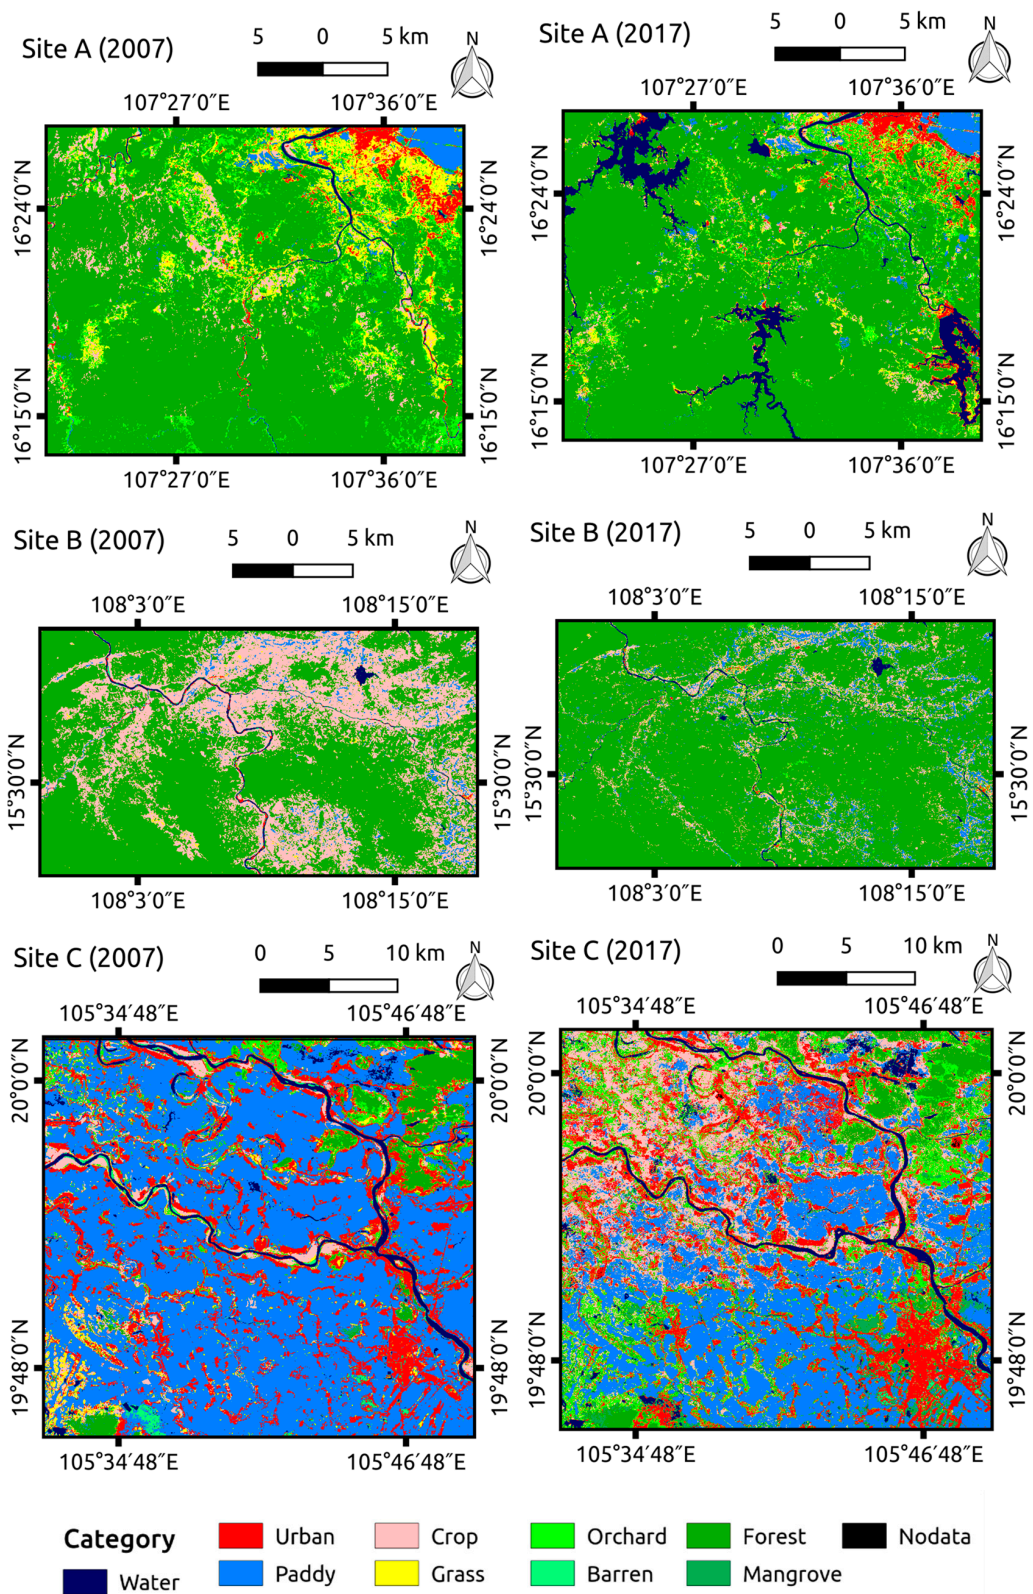 Site A (2007)
5 0 5 km
N
107°27′0″E 107°36′0″E
16°24′0″N 16°24′0″N
16°15′0″N 16°15′0″N
107°27′0″E 107°36′0″E
Site A (2017)
5 0 5 km
N
107°27′0″E 107°36′0″E
16°24′0″N 16°24′0″N
16°15′0″N 16°15′0″N
107°27′0″E 107°36′0″E
Site B (2007)
5 0 5 km
N
108°3′0″E 108°15′0″E
15°30′0″N 15°30′0″N
108°3′0″E 108°15′0″E
Site B (2017)
5 0 5 km
N
108°3′0″E 108°15′0″E
15°30′0″N 15°30′0″N
108°3′0″E 108°15′0″E
Site C (2007)
0 5 10 km
N
105°34′48″E 105°46′48″E
20°0′0″N 20°0′0″N
19°48′0″N 19°48′0″N
105°34′48″E 105°46′48″E
Site C (2017)
0 5 10 km
N
105°34′48″E 105°46′48″E
20°0′0″N 20°0′0″N
19°48′0″N 19°48′0″N
105°34′48″E 105°46′48″E
Category Urban Crop Orchard Forest Nodata
Water Paddy Grass Barren Mangrove